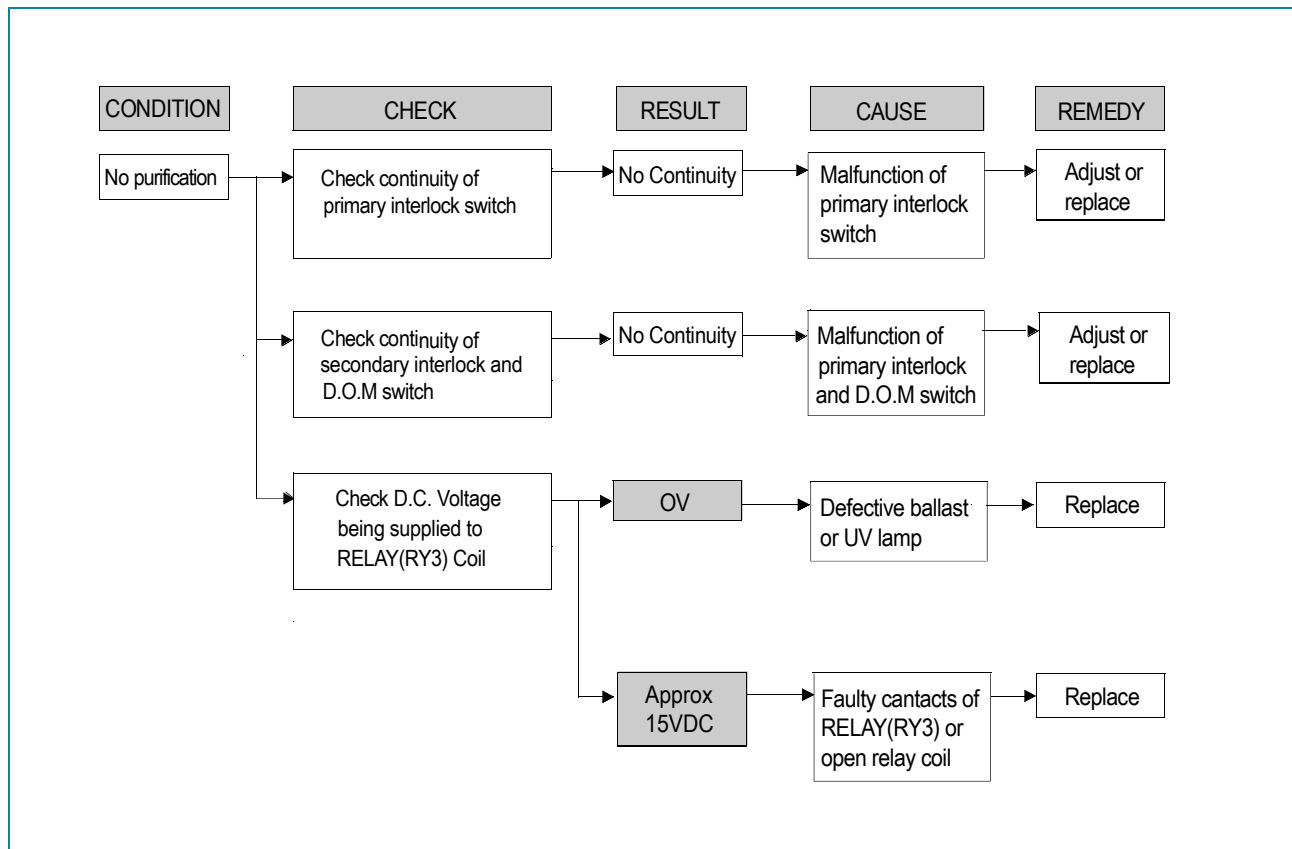 CONDITION
CHECK
RESULT
CAUSE
REMEDY
No purification
Check continuity of
primary interlock switch
No Continuity
Malfunction of
primary interlock
switch
Adjust or
replace
Check continuity of
secondary interlock and
D.O.M switch
No Continuity
Malfunction of
primary interlock
and D.O.M switch
Adjust or
replace
Check D.C. Voltage
being supplied to
RELAY(RY3) Coil
OV
Defective ballast
or UV lamp
Replace
Approx
15VDC
Faulty cantacts of
RELAY(RY3) or
open relay coil
Replace